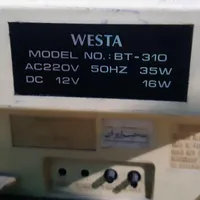 WESTA
MODEL NO.: BT-310
AC220V 50HZ 35W
DC 12V 16W